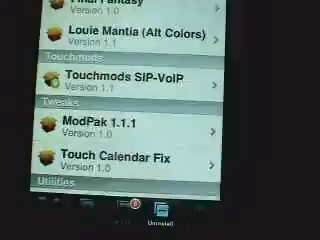 Final Fantasy
Version 1.0
Louie Mantia (Alt Colors)
Version 1.1
Touchmods
Touchmods SIP-VoIP
Version 1.1
Tweaks
ModPak 1.1.1
Version 1.0
Touch Calendar Fix
Version 1.0
Utilities
Uninstall